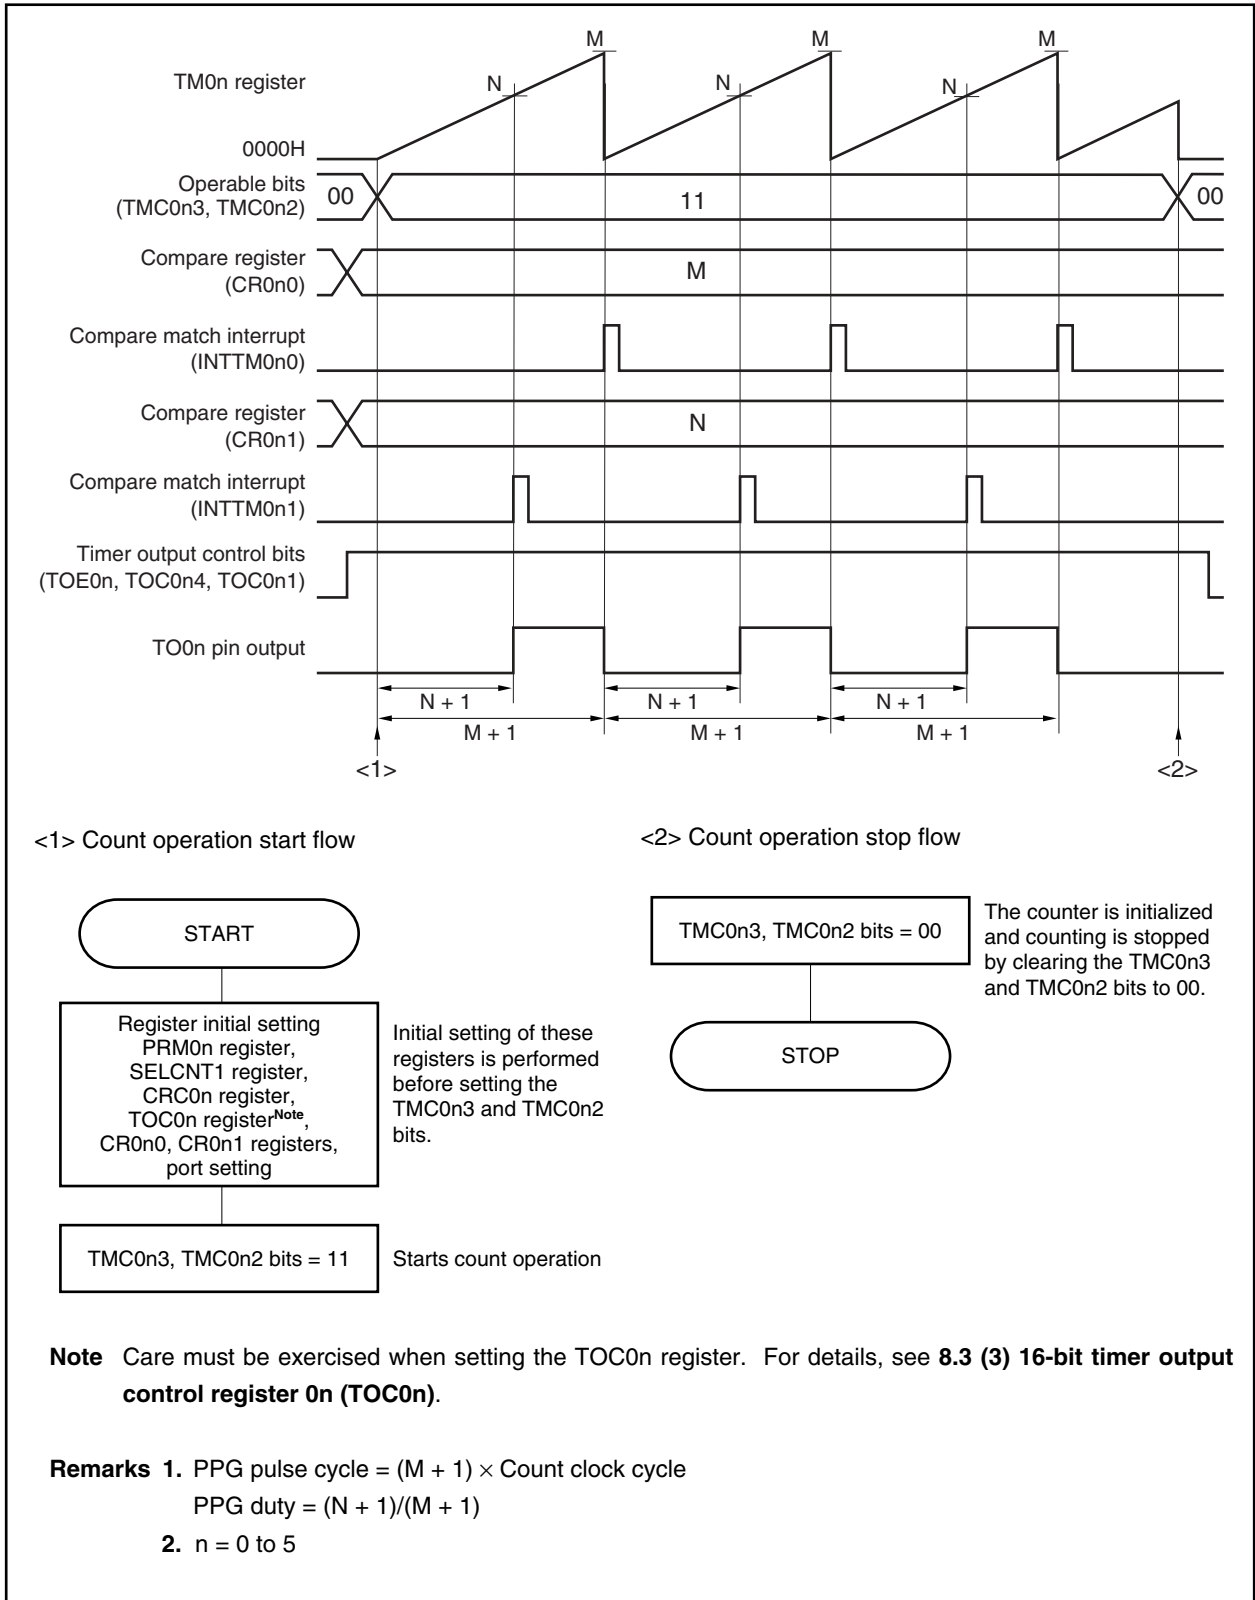 M
M
M
TM0n register
N
N
N
0000H
Operable bits
(TMC0n3, TMC0n2)
00
11
00
Compare register
(CR0n0)
M
Compare match interrupt
(INTTM0n0)
Compare register
(CR0n1)
N
Compare match interrupt
(INTTM0n1)
Timer output control bits
(TOE0n, TOC0n4, TOC0n1)
TO0n pin output
N + 1
N + 1
N + 1
M + 1
M + 1
M + 1
<1>
<2>
<1> Count operation start flow
START
Register initial setting
PRM0n register,
SELCNT1 register,
CRC0n register,
TOC0n registerNote,
CR0n0, CR0n1 registers,
port setting
Initial setting of these
registers is performed
before setting the
TMC0n3 and TMC0n2
bits.
TMC0n3, TMC0n2 bits = 11
Starts count operation
<2> Count operation stop flow
TMC0n3, TMC0n2 bits = 00
The counter is initialized
and counting is stopped
by clearing the TMC0n3
and TMC0n2 bits to 00.
STOP
Note Care must be exercised when setting the TOC0n register. For details, see 8.3 (3) 16-bit timer output
control register 0n (TOC0n).
Remarks 1. PPG pulse cycle = (M + 1) × Count clock cycle
PPG duty = (N + 1)/(M + 1)
2. n = 0 to 5